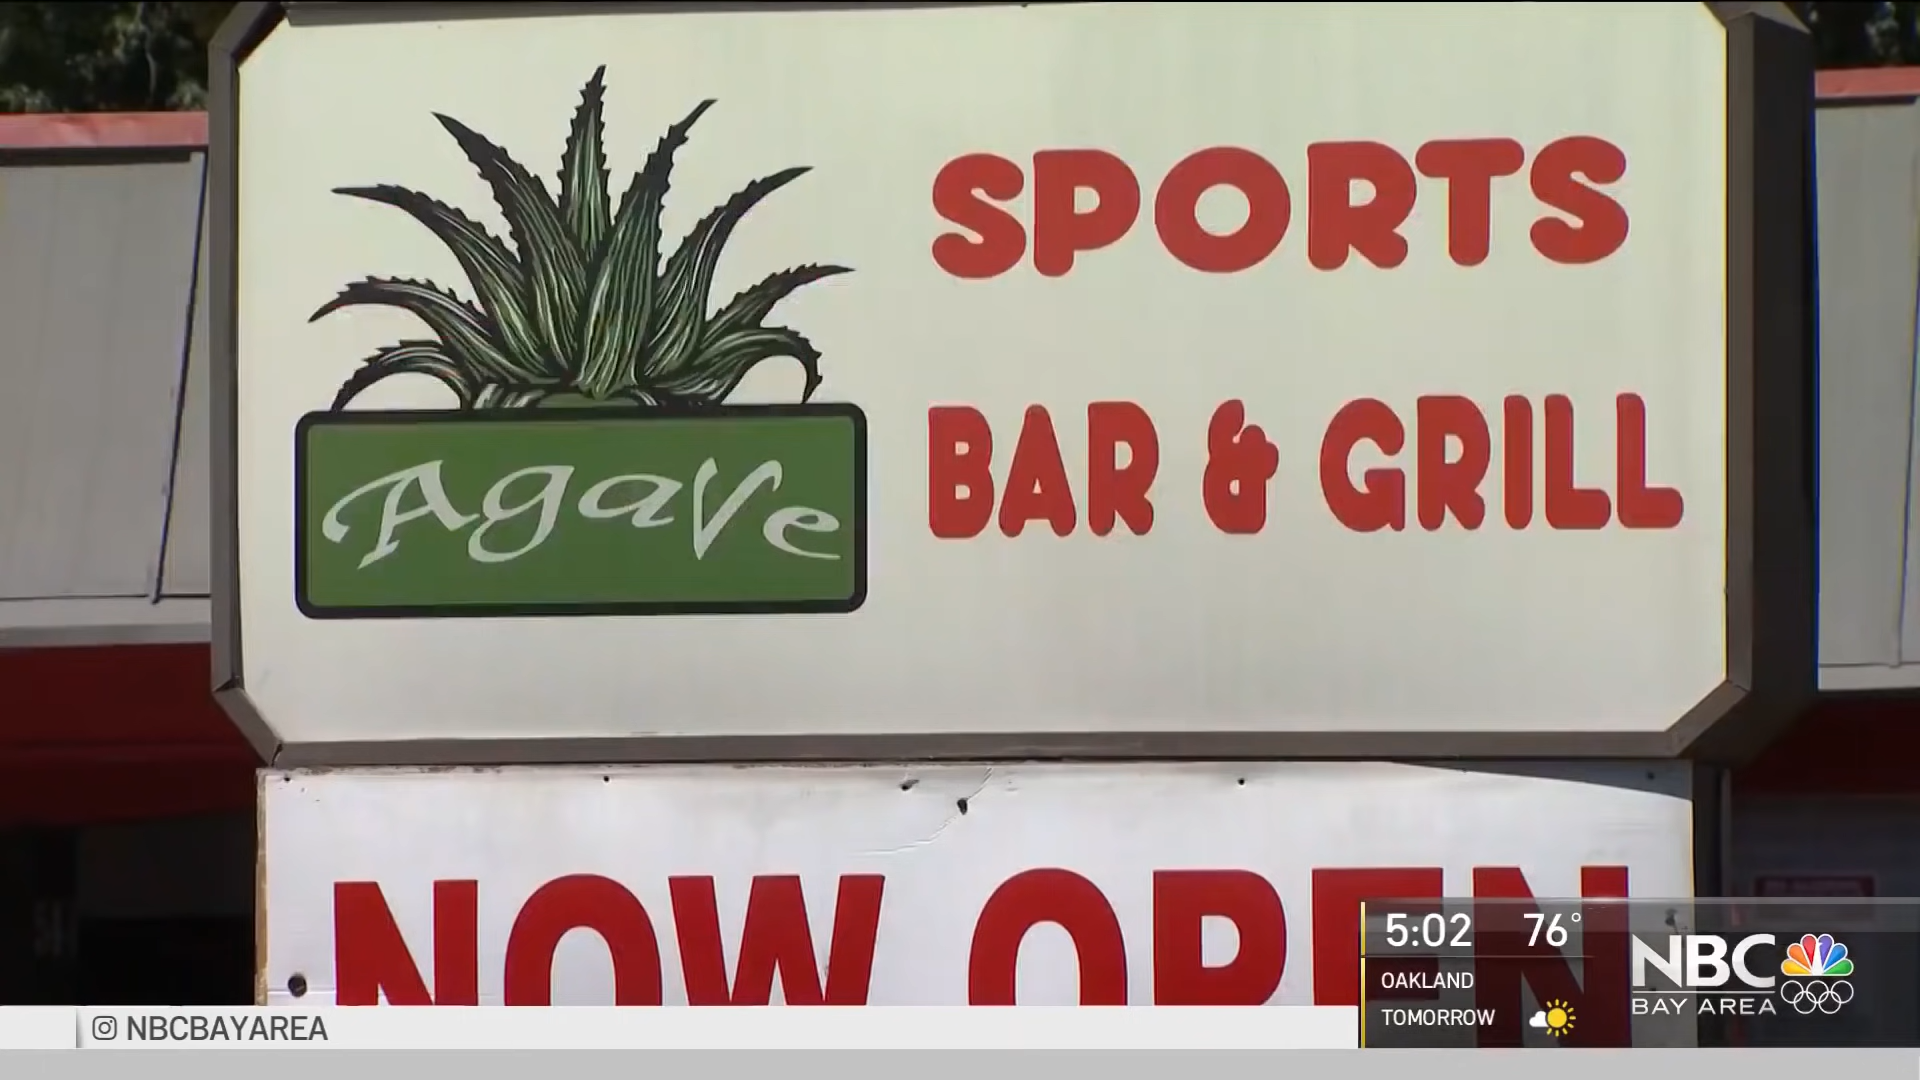 SPORTS
BAR & GRILL
Agave
NOW OPEN
5:02 76°
OAKLAND
TOMORROW
NBC
BAY AREA
NBCBAYAREA